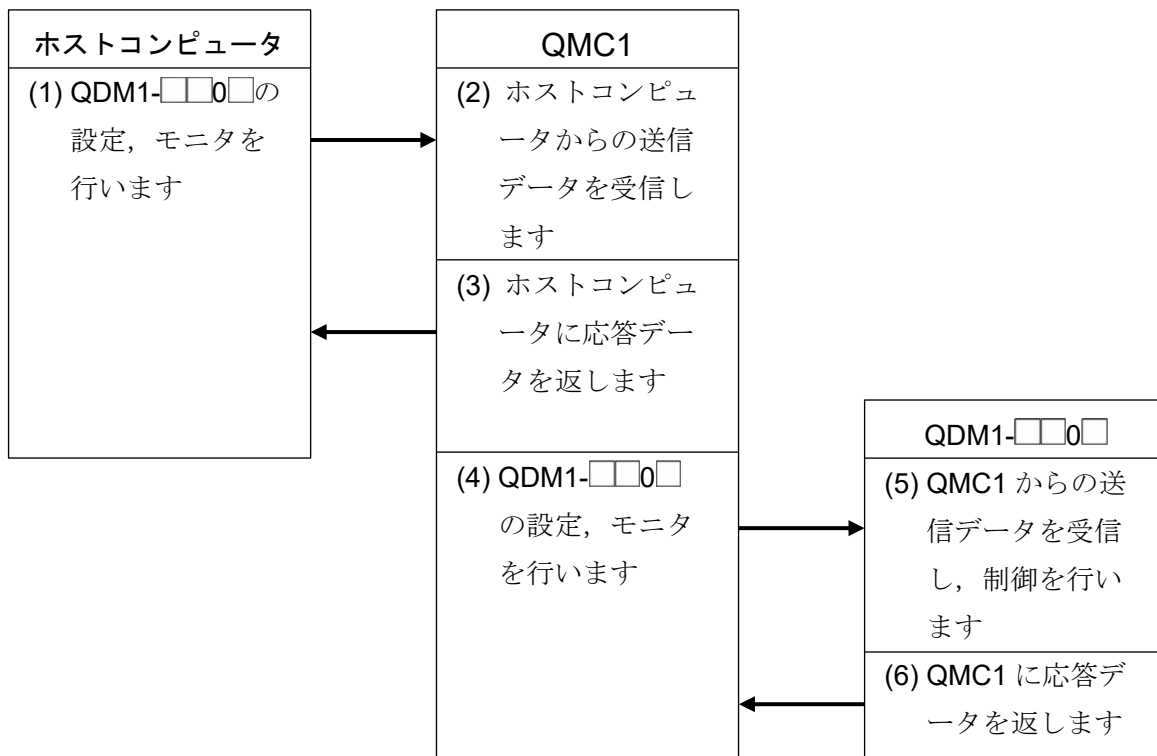 ホストコンピュータ
(1) QDM1-□□0□の
設定，モニタを
行います
QMC1
(2) ホストコンピュ
ータからの送信
データを受信し
ます
(3) ホストコンピュ
ータに応答デー
タを返します
(4) QDM1-□□0□
の設定，モニタ
を行います
QDM1-□□0□
(5) QMC1 からの送
信データを受信
し，制御を行い
ます
(6) QMC1 に応答デ
ータを返します